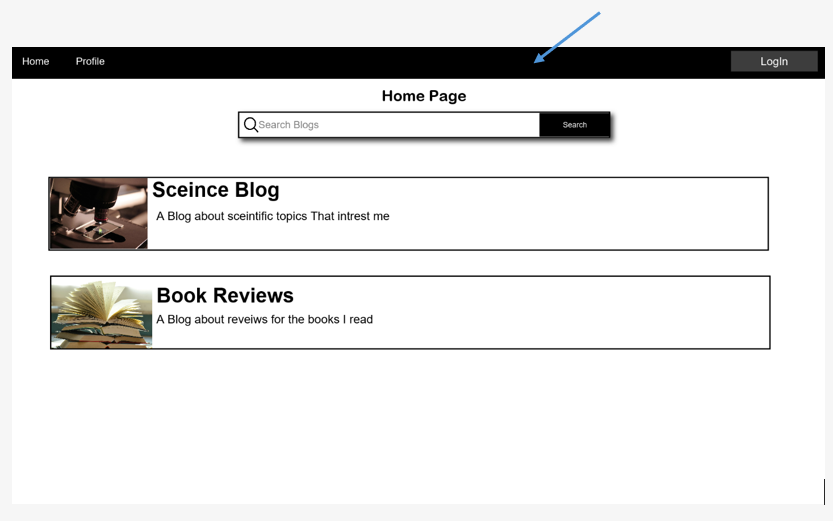 Home Profile LogIn
Home Page
Search Blogs Search
Sceince Blog
A Blog about sceintific topics That intrest me
Book Reviews
A Blog about reveiws for the books I read